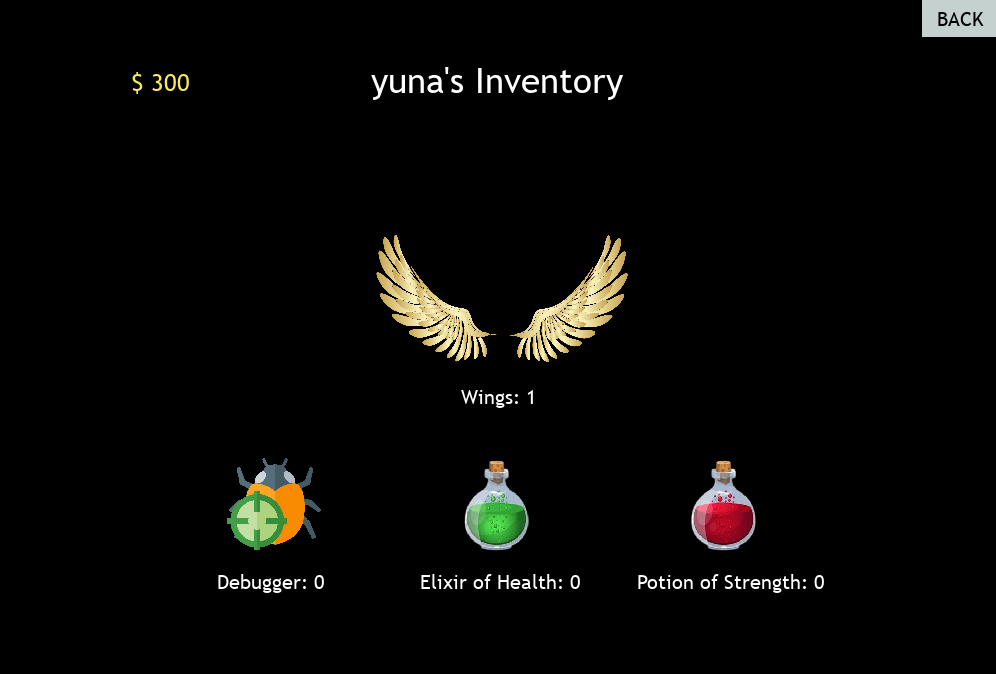 BACK
$ 300
yuna's Inventory
Wings: 1
Debugger: 0
Elixir of Health: 0
Potion of Strength: 0